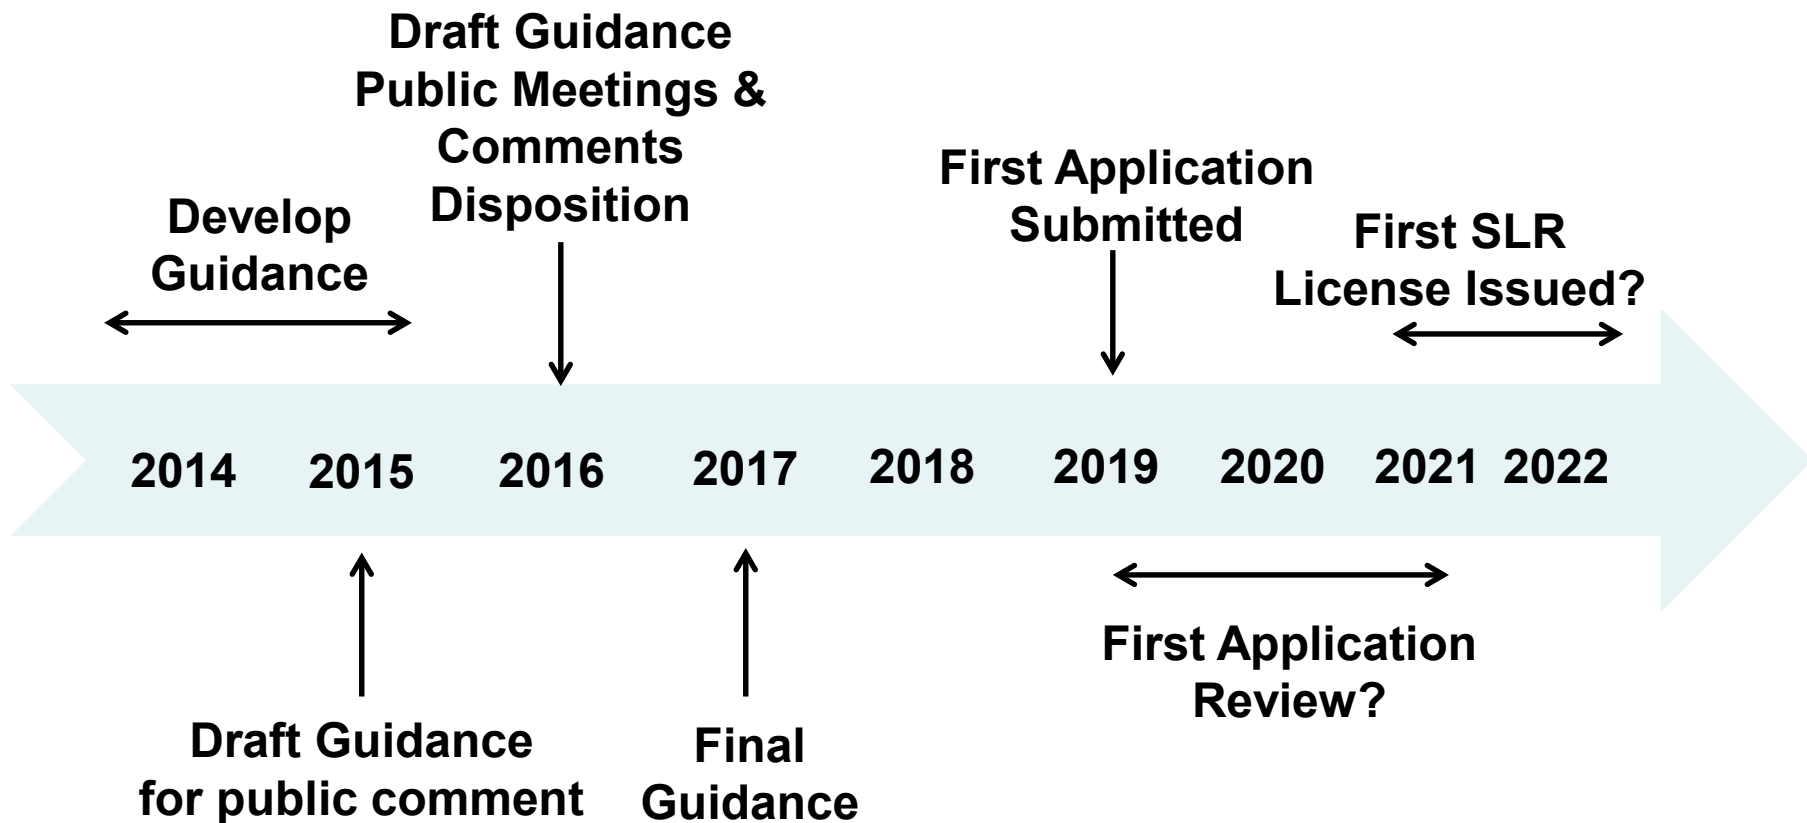 Draft Guidance
Public Meetings &
Comments
Disposition
Develop
Guidance
First Application
Submitted
First SLR
License Issued?
2014 2015 2016 2017 2018 2019 2020 2021 2022
Draft Guidance
for public comment
Final
Guidance
First Application
Review?